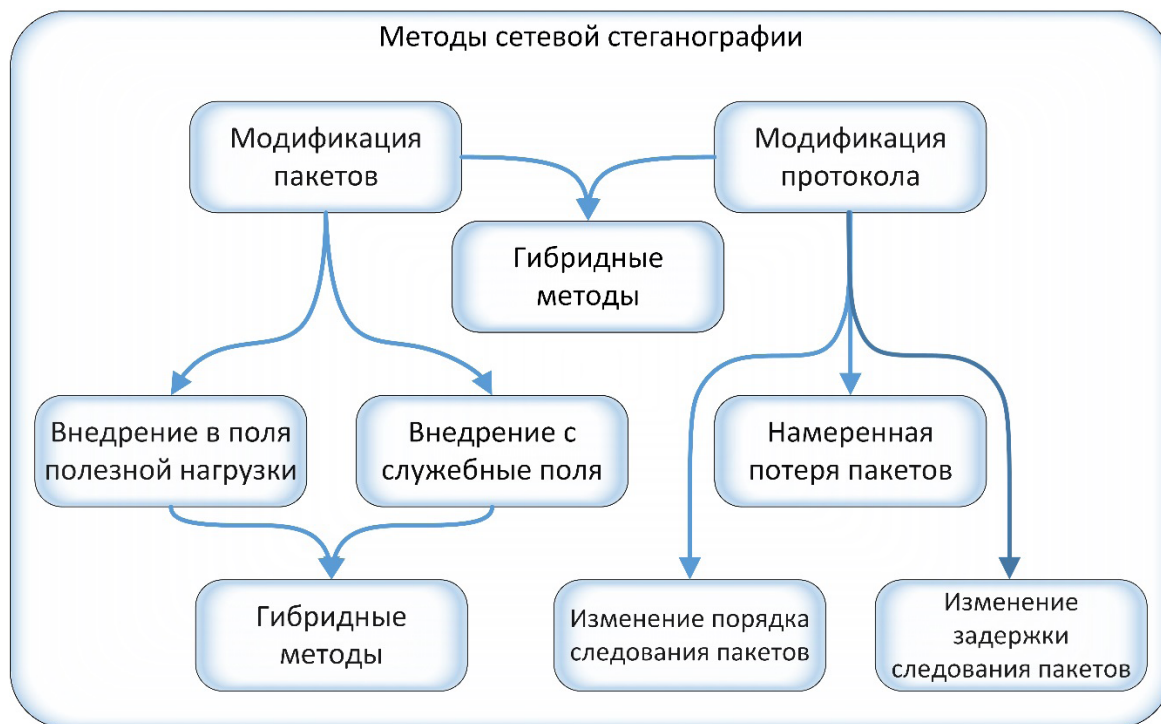 Методы сетевой стеганографии
Модификация
пакетов
Модификация
протокола
Гибридные
методы
Внедрение в поля
полезной нагрузки
Внедрение с
служебные поля
Намеренная
потеря пакетов
Гибридные
методы
Изменение порядка
следования пакетов
Изменение
задержки
следования пакетов